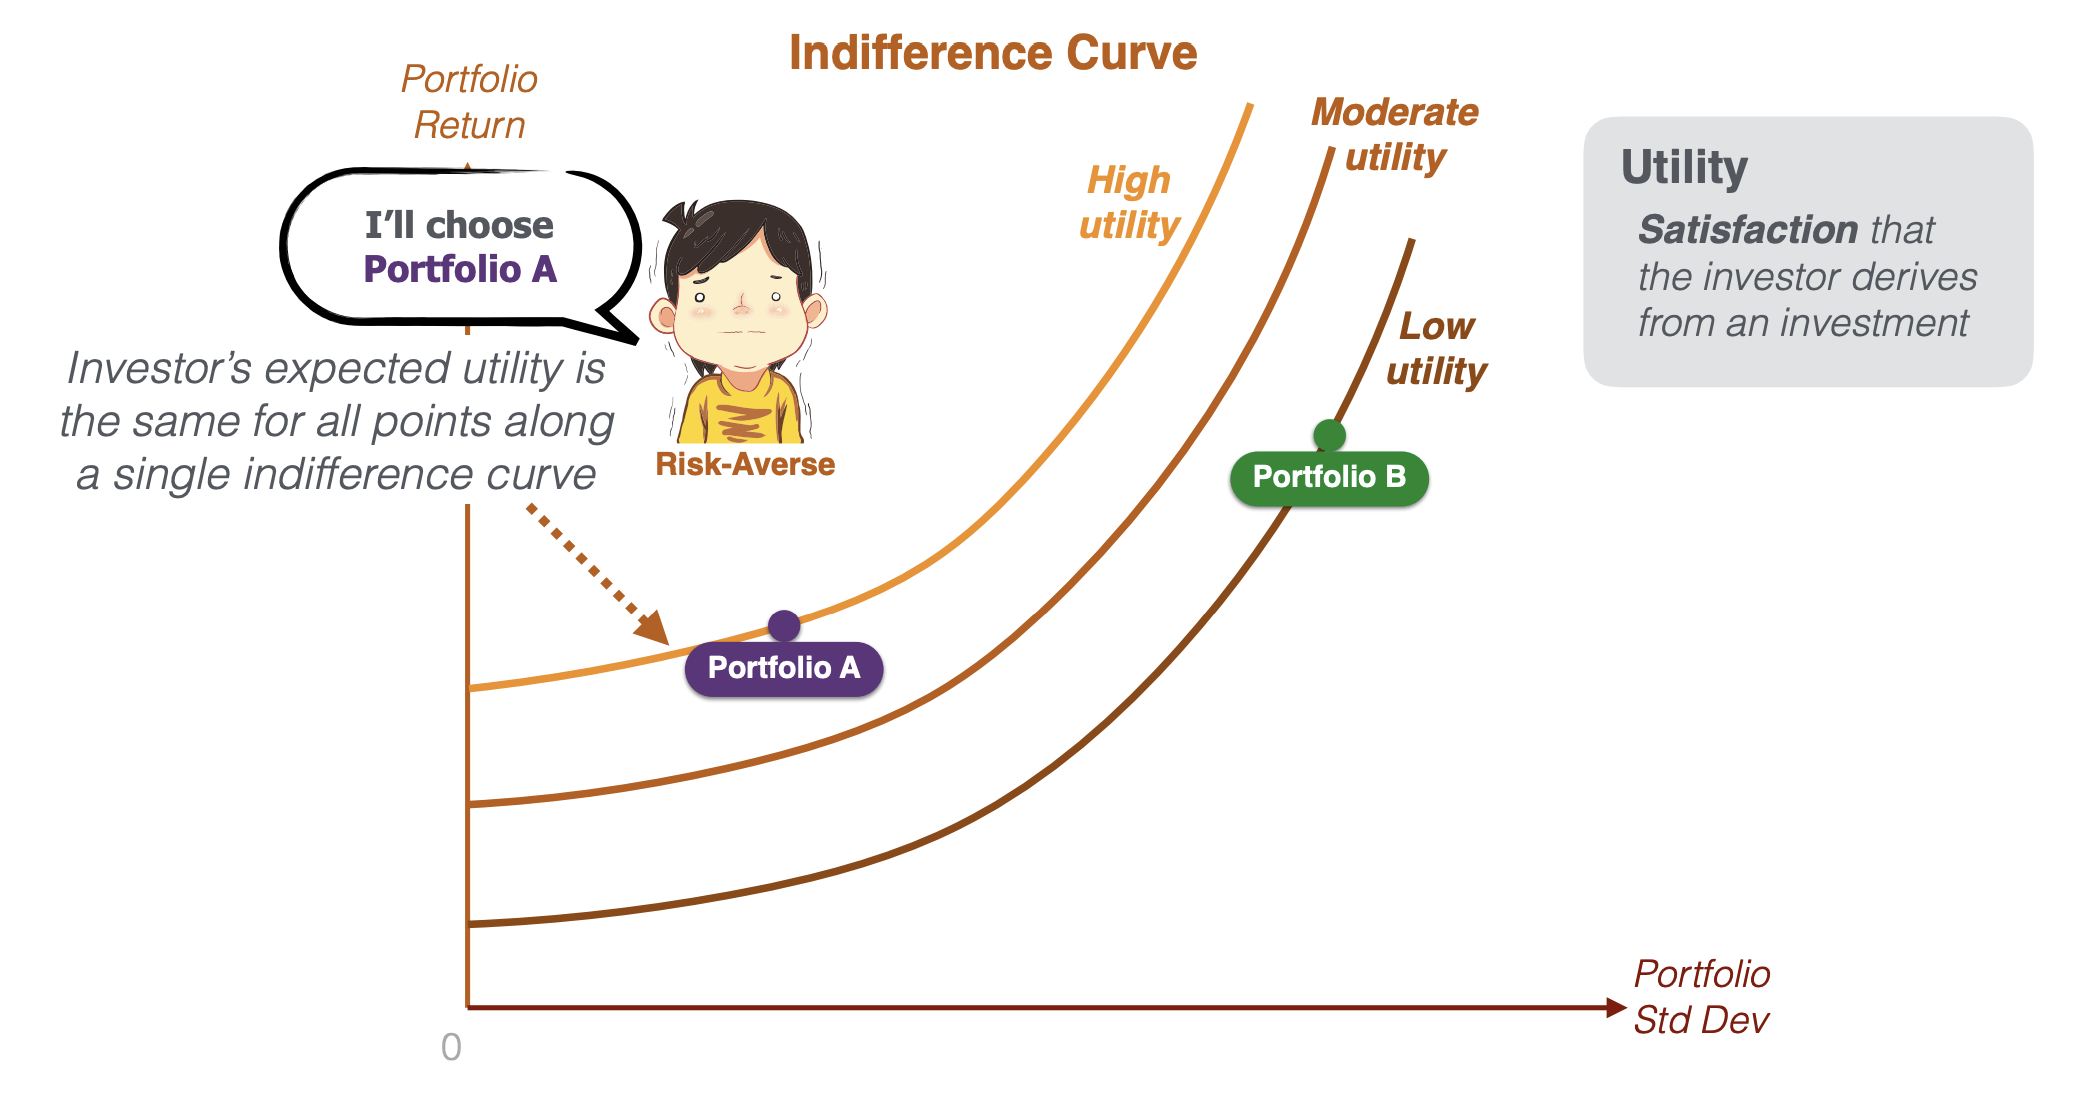 Indifference Curve
Portfolio
Return
I’ll choose
Portfolio A
Investor’s expected utility is
the same for all points along
a single indifference curve
Risk-Averse
High
utility
Moderate
utility
Low
utility
Utility
Satisfaction that
the investor derives
from an investment
Portfolio B
Portfolio A
Portfolio
Std Dev
0